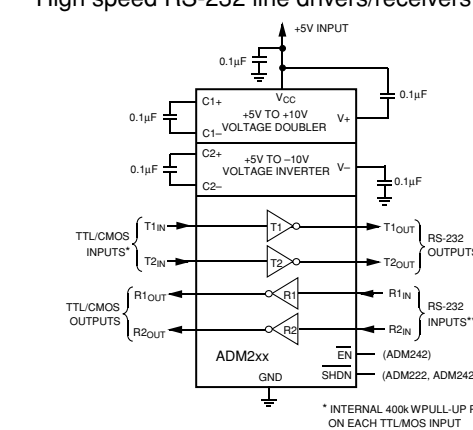 High speed RS-232 line drivers/receivers
+5V INPUT
0.1µF
0.1µF
C1+
C1–
VCC
+5V TO +10V
VOLTAGE DOUBLER
V+
0.1µF
0.1µF
C2+
C2–
+5V TO –10V
VOLTAGE INVERTER
V–
0.1µF
TTL/CMOS
INPUTS*
T1IN
T1
T1OUT
T2IN
T2
T2OUT
RS-232
OUTPUTS
TTL/CMOS
OUTPUTS
R1OUT
R1
R1IN
R2OUT
R2
R2IN
RS-232
INPUTS*
ADM2xx
EN
(ADM242)
SHDN
(ADM222, ADM242
GND
* INTERNAL 400k WPULL-UP
ON EACH TTL/MOS INPUT